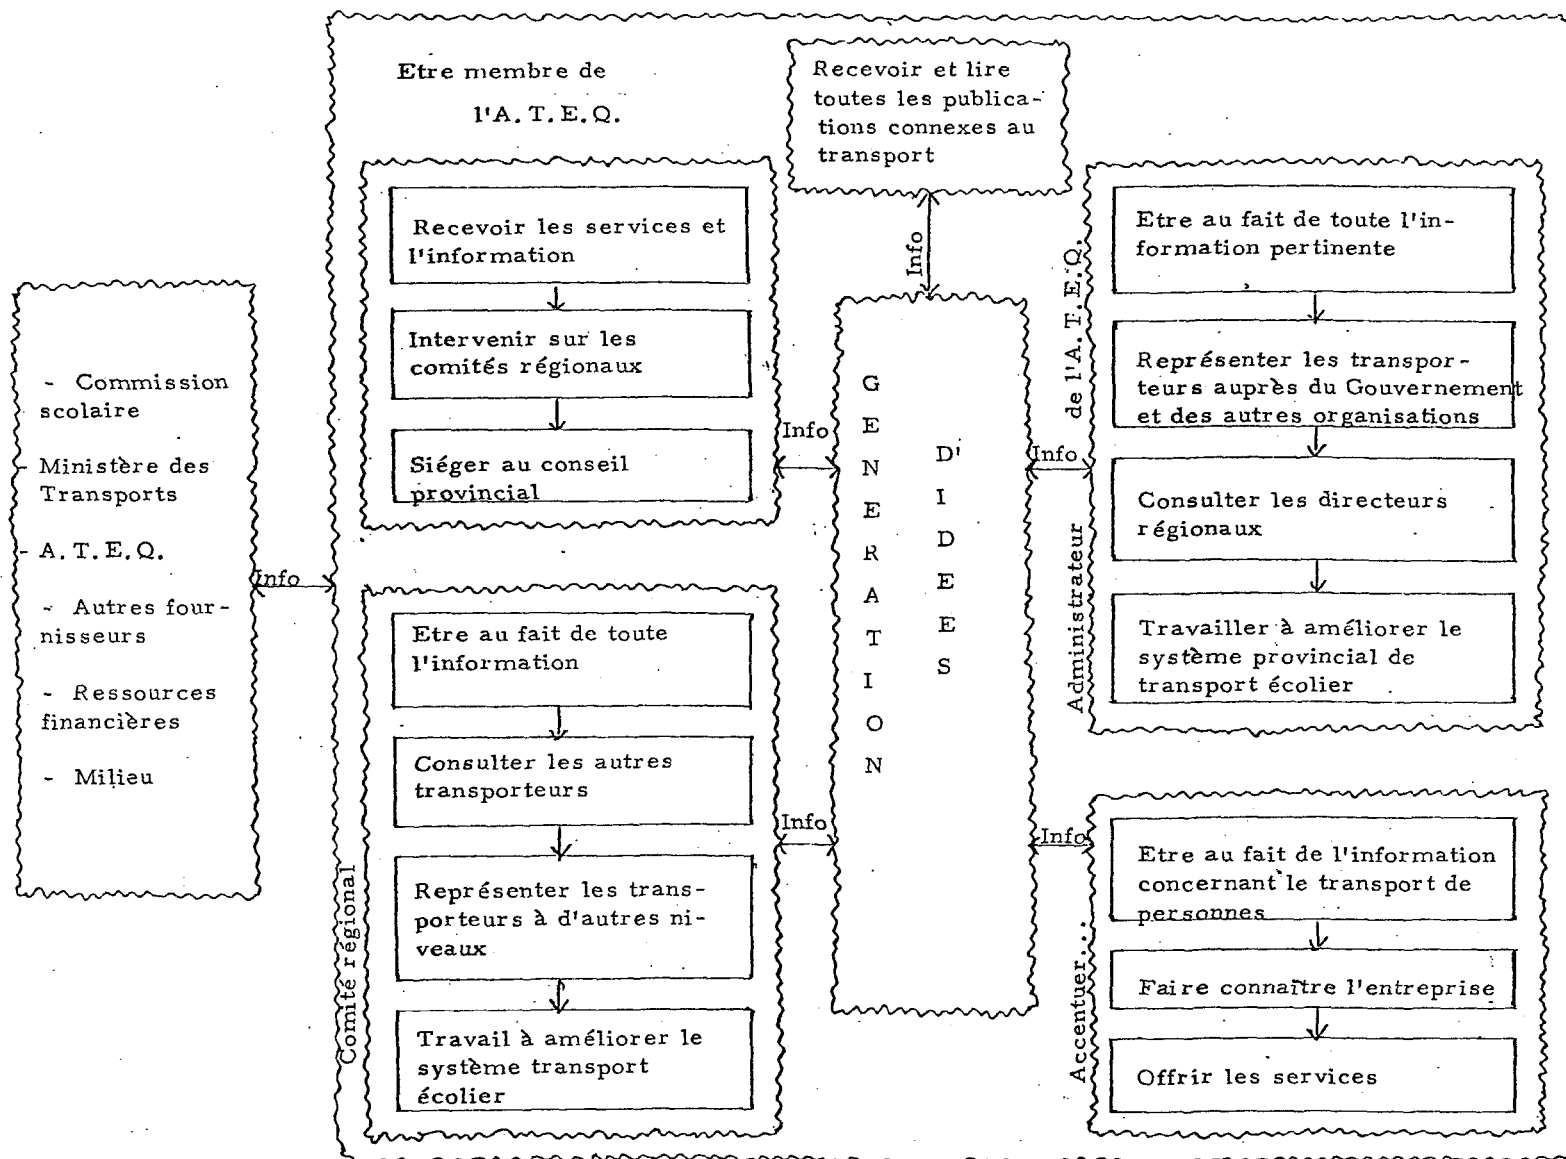 - Commission
scolaire
- Ministère des
Transports
- A.T.E.Q.
- Autres four-
nisseurs
- Ressources
financières
- Milieu
Info
Etre membre de
l'A.T.E.Q.
Recevoir les services et
l'information
Intervenir sur les
comités régionaux
Siéger au conseil
provincial
Info
Comité régional
Etre au fait de toute
l'information
Consulter les autres
transporteurs
Représenter les trans-
porteurs à d'autres ni-
veaux
Travail à améliorer le
système transport
écolier
Info
Recevoir et lire
toutes les publica-
tions connexes au
transport
Info
GENERATION
D'IDEES
Info
Administrateur de l'A.T.E.Q.
Etre au fait de toute l'in-
formation pertinente
Représenter les transpor-
teurs auprès du Gouvernement
et des autres organisations
Consulter les directeurs
régionaux
Travailler à améliorer le
système provincial de
transport écolier
Info
Accentuer...
Etre au fait de l'information
concernant le transport de
personnes
Faire connaître l'entreprise
Offrir les services